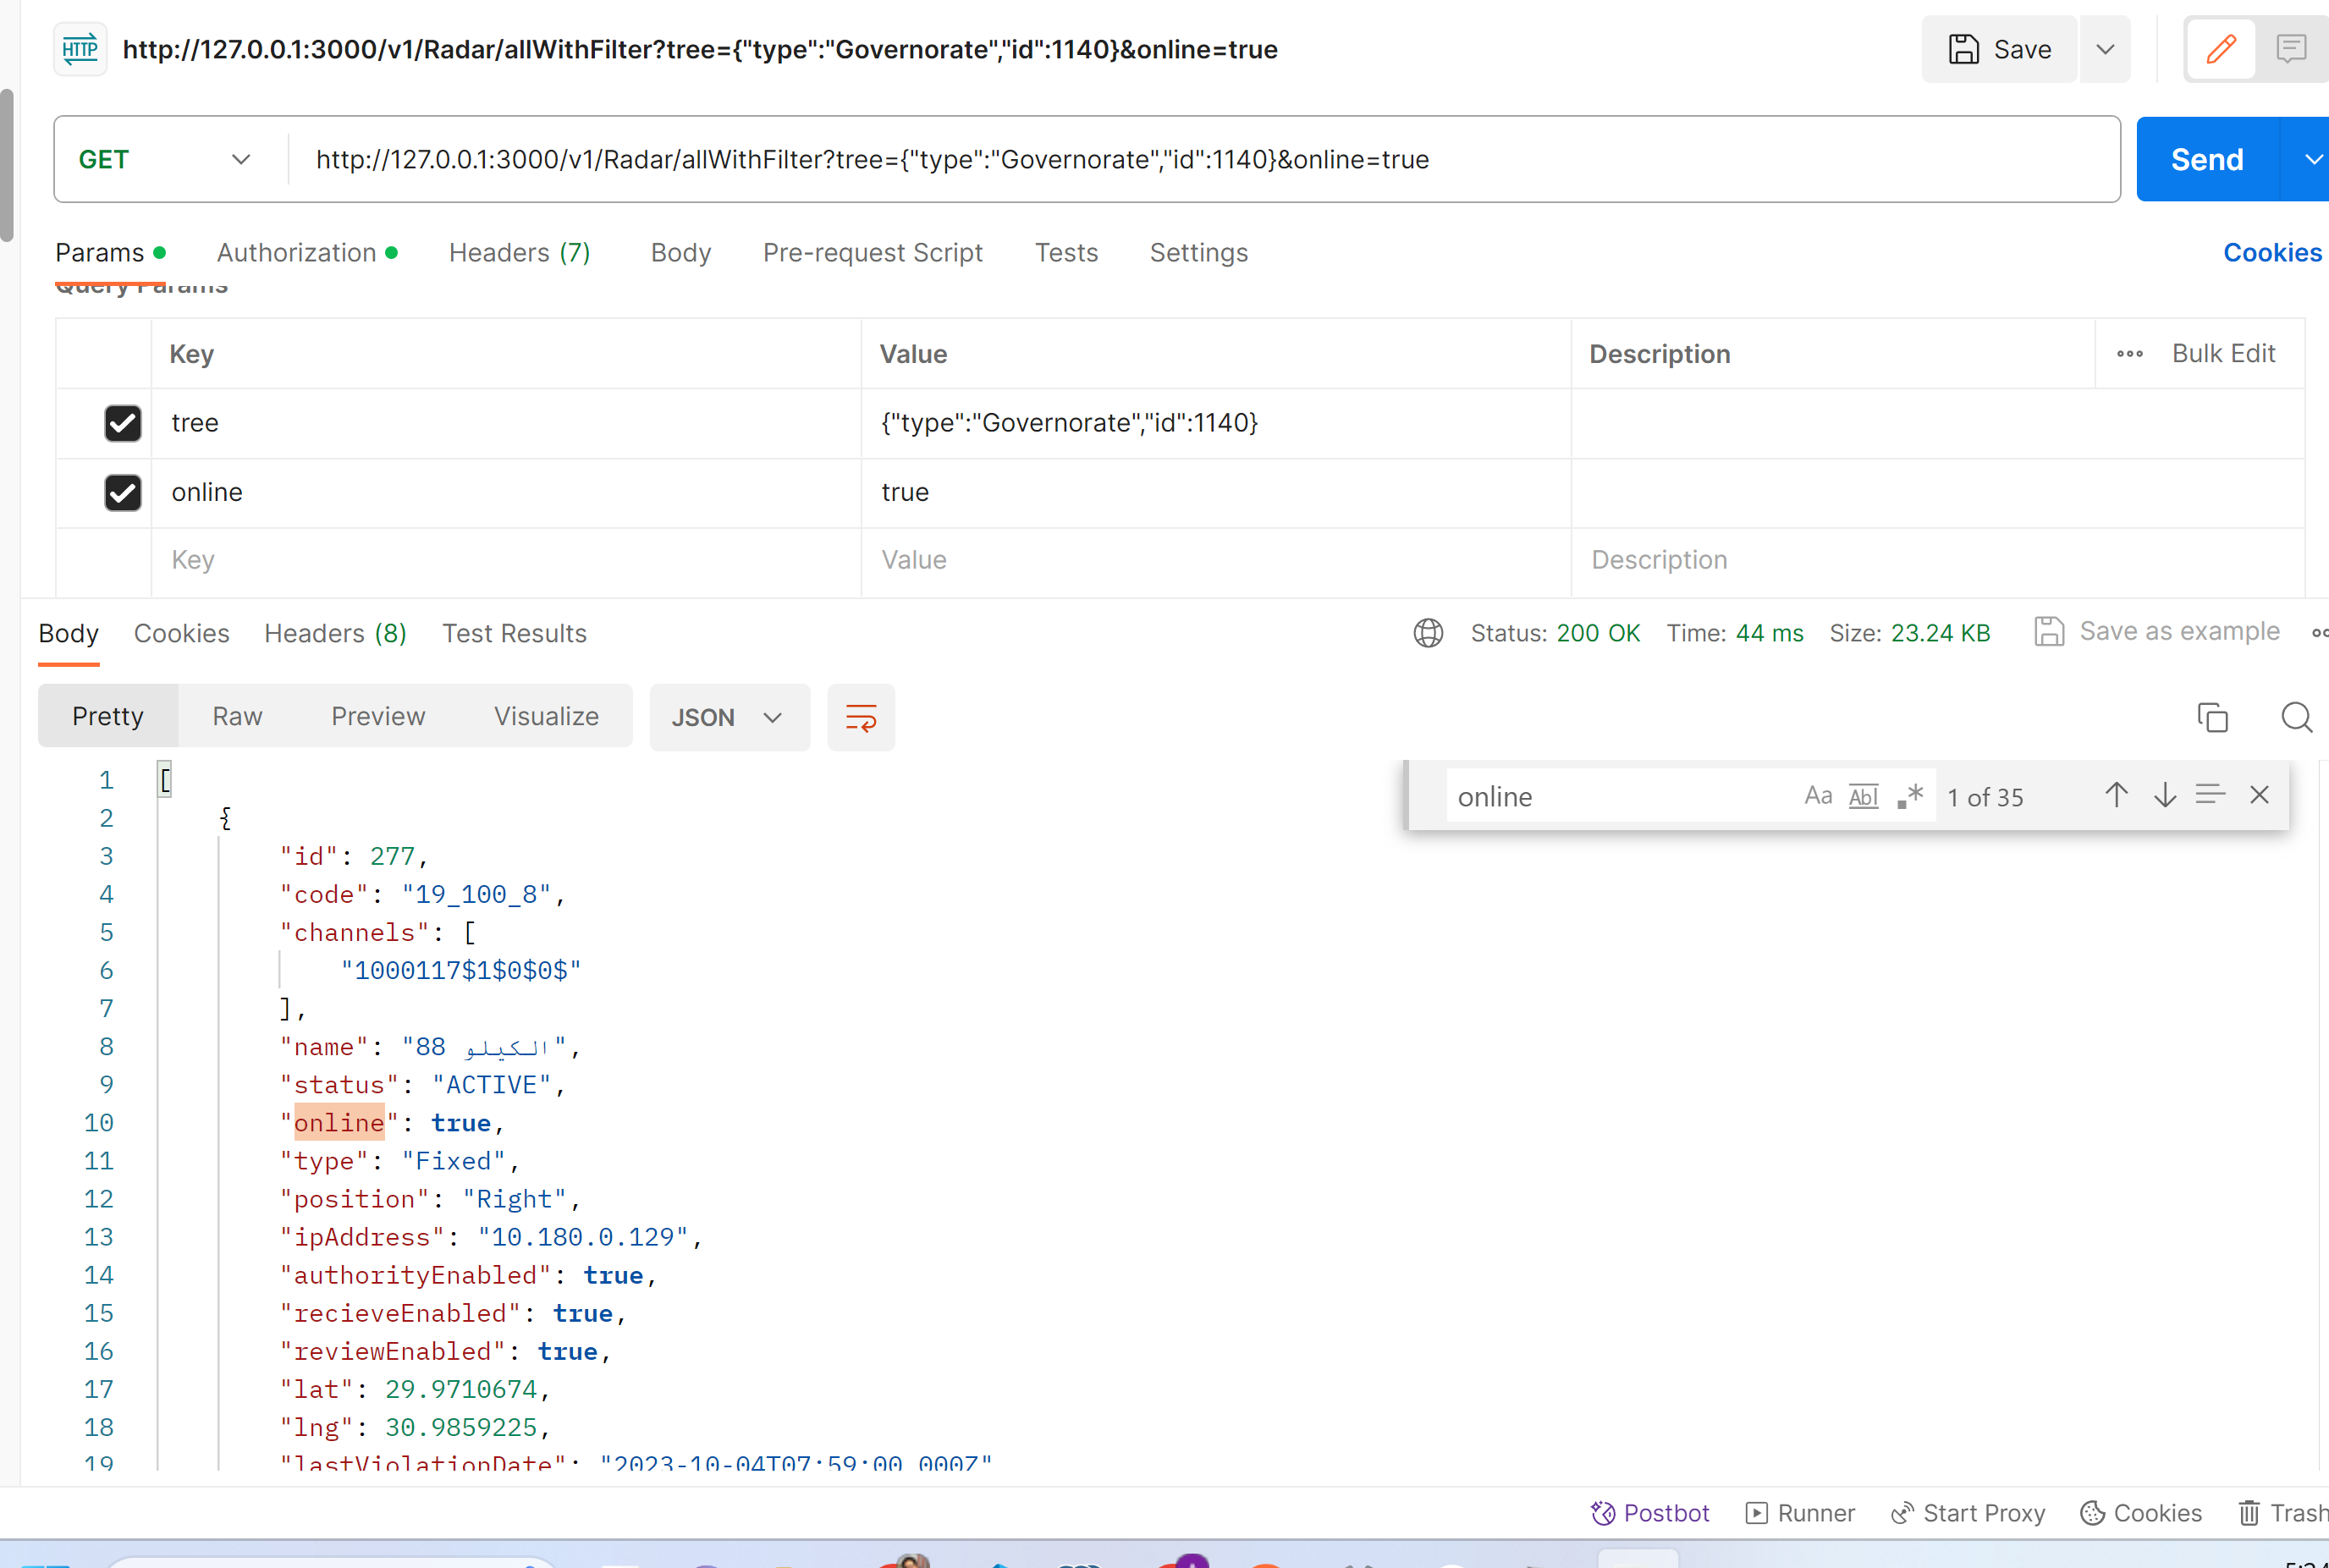 HTTP http://127.0.0.1:3000/v1/Radar/allWithFilter?tree={"type":"Governorate","id":1140}&online=true
Save
GET http://127.0.0.1:3000/v1/Radar/allWithFilter?tree={"type":"Governorate","id":1140}&online=true
Send
Params Authorization Headers (7) Body Pre-request Script Tests Settings Cookies
Query Params
Key Value Description Bulk Edit
tree {"type":"Governorate","id":1140}
online true
Key Value Description
Body Cookies Headers (8) Test Results Status: 200 OK Time: 44 ms Size: 23.24 KB Save as example
Pretty Raw Preview Visualize JSON
online Aa Abl .* 1 of 35
1 [
2 {
3 "id": 277,
4 "code": "19_100_8",
5 "channels": [
6 "1000117$1$0$0$"
7 ],
8 "name": "الكيلو 88",
9 "status": "ACTIVE",
10 "online": true,
11 "type": "Fixed",
12 "position": "Right",
13 "ipAddress": "10.180.0.129",
14 "authorityEnabled": true,
15 "recieveEnabled": true,
16 "reviewEnabled": true,
17 "lat": 29.9710674,
18 "lng": 30.9859225,
19 "lastViolationDate": "2023-10-04T07:59:00.000Z"
Postbot Runner Start Proxy Cookies Trash